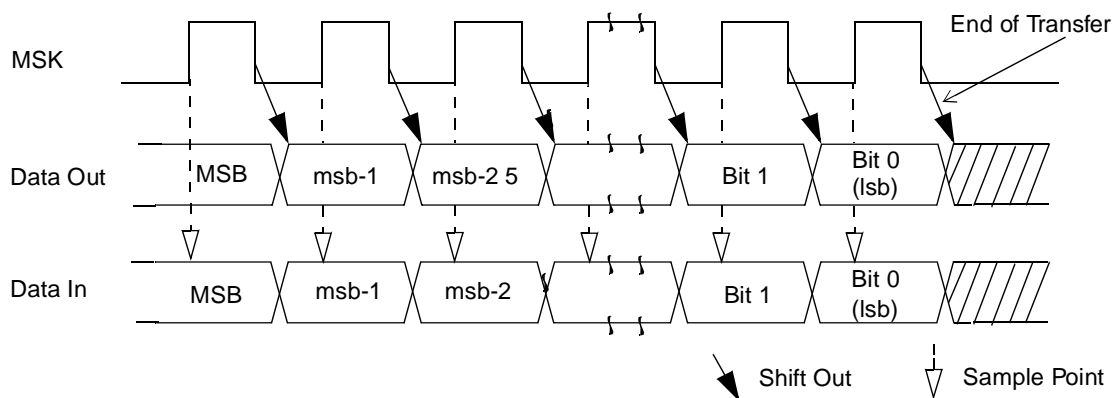 End of Transfer
MSK
Data Out MSB msb-1 msb-2 5 Bit 1 Bit 0
(lsb)
Data In MSB msb-1 msb-2 Bit 1 Bit 0
(lsb)
Shift Out Sample Point